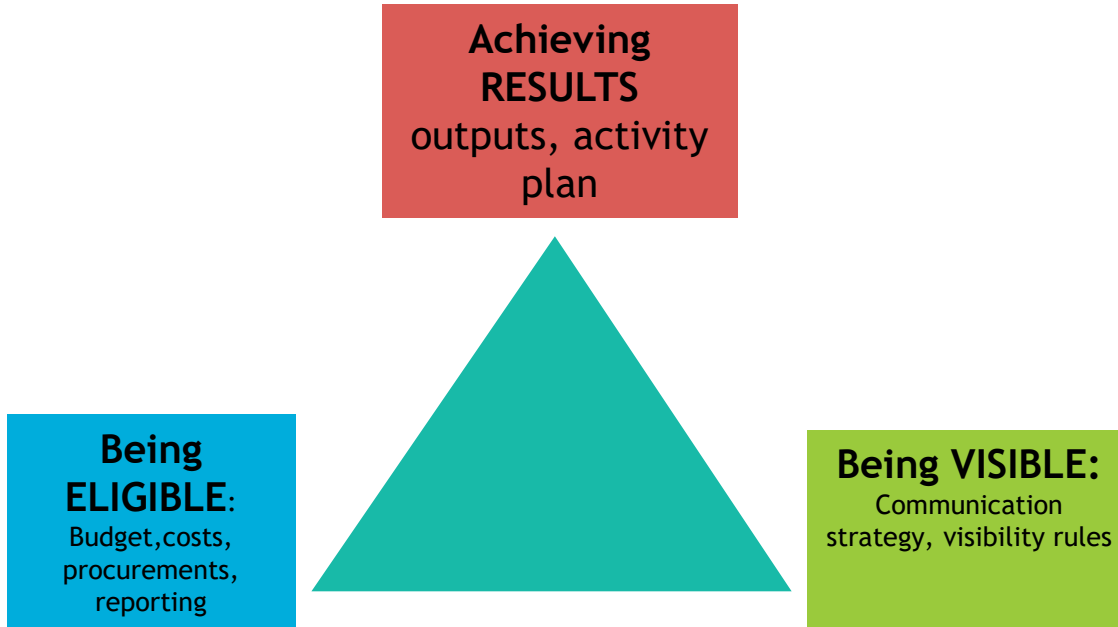 Achieving
RESULTS
outputs, activity
plan
Being
ELIGIBLE:
Budget,costs,
procurements,
reporting
Being VISIBLE:
Communication
strategy, visibility rules